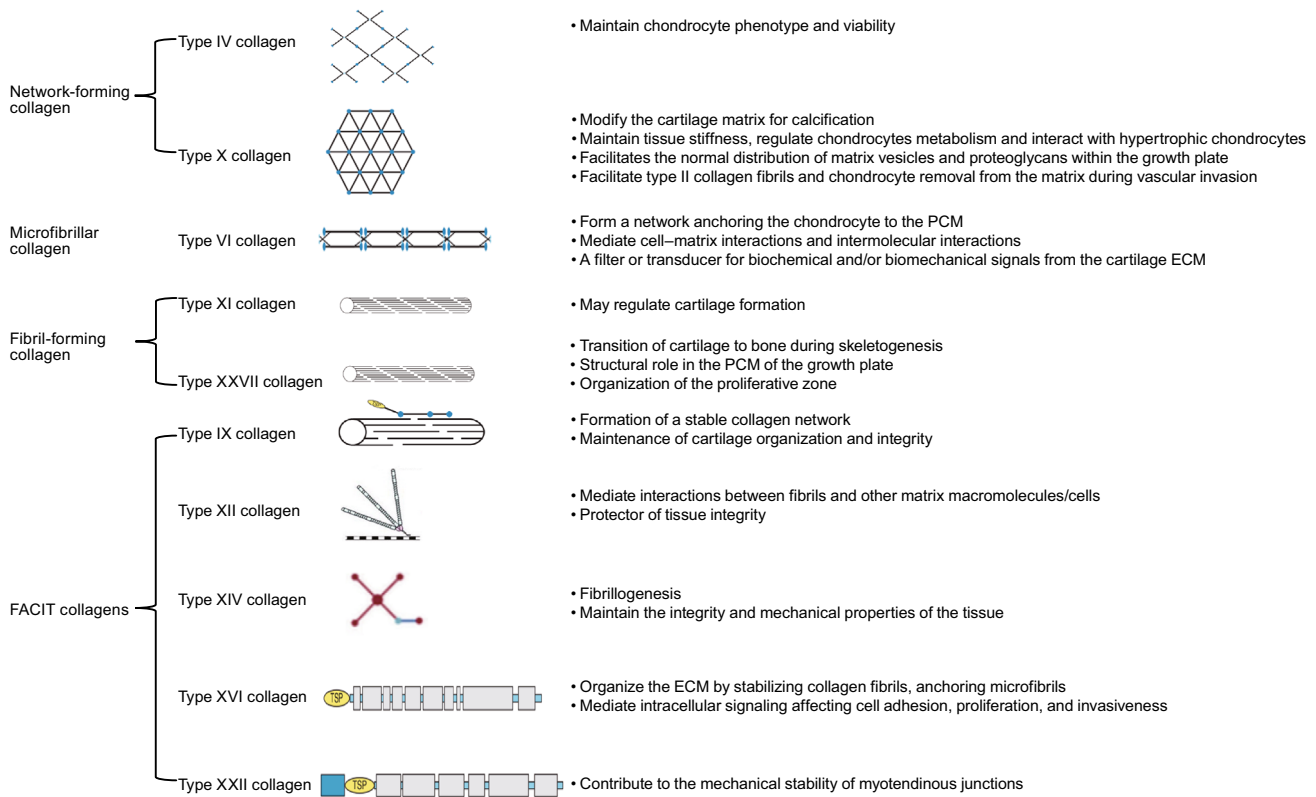 Network-forming
collagen
Type IV collagen
• Maintain chondrocyte phenotype and viability
Type X collagen
• Modify the cartilage matrix for calcification
• Maintain tissue stiffness, regulate chondrocytes metabolism and interact with hypertrophic chondrocytes
• Facilitates the normal distribution of matrix vesicles and proteoglycans within the growth plate
• Facilitate type II collagen fibrils and chondrocyte removal from the matrix during vascular invasion
Microfibrillar
collagen
Type VI collagen
• Form a network anchoring the chondrocyte to the PCM
• Mediate cell–matrix interactions and intermolecular interactions
• A filter or transducer for biochemical and/or biomechanical signals from the cartilage ECM
Fibril-forming
collagen
Type XI collagen
• May regulate cartilage formation
Type XXVII collagen
• Transition of cartilage to bone during skeletogenesis
• Structural role in the PCM of the growth plate
• Organization of the proliferative zone
FACIT collagens
Type IX collagen
• Formation of a stable collagen network
• Maintenance of cartilage organization and integrity
Type XII collagen
• Mediate interactions between fibrils and other matrix macromolecules/cells
• Protector of tissue integrity
Type XIV collagen
• Fibrillogenesis
• Maintain the integrity and mechanical properties of the tissue
Type XVI collagen
TSP
• Organize the ECM by stabilizing collagen fibrils, anchoring microfibrils
• Mediate intracellular signaling affecting cell adhesion, proliferation, and invasiveness
Type XXII collagen
TSP
• Contribute to the mechanical stability of myotendinous junctions